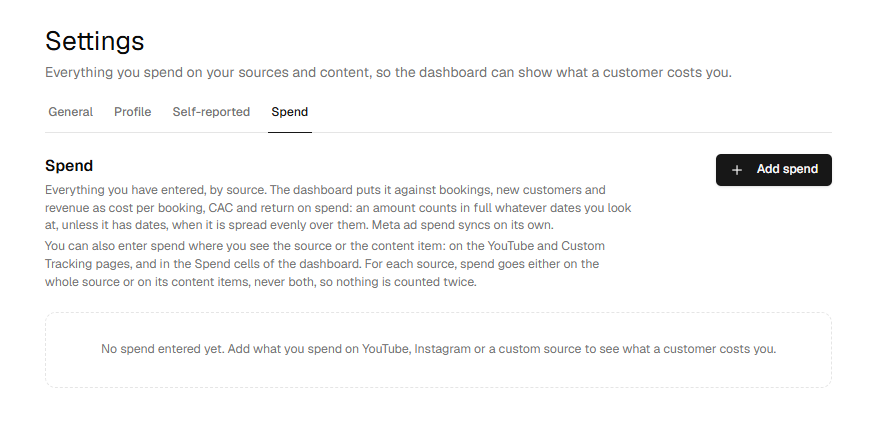 Settings
Everything you spend on your sources and content, so the dashboard can show what a customer costs you.
General Profile Self-reported Spend
Spend
+ Add spend
Everything you have entered, by source. The dashboard puts it against bookings, new customers and
revenue as cost per booking, CAC and return on spend: an amount counts in full whatever dates you look
at, unless it has dates, when it is spread evenly over them. Meta ad spend syncs on its own.
You can also enter spend where you see the source or the content item: on the YouTube and Custom
Tracking pages, and in the Spend cells of the dashboard. For each source, spend goes either on the
whole source or on its content items, never both, so nothing is counted twice.
No spend entered yet. Add what you spend on YouTube, Instagram or a custom source to see what a customer costs you.